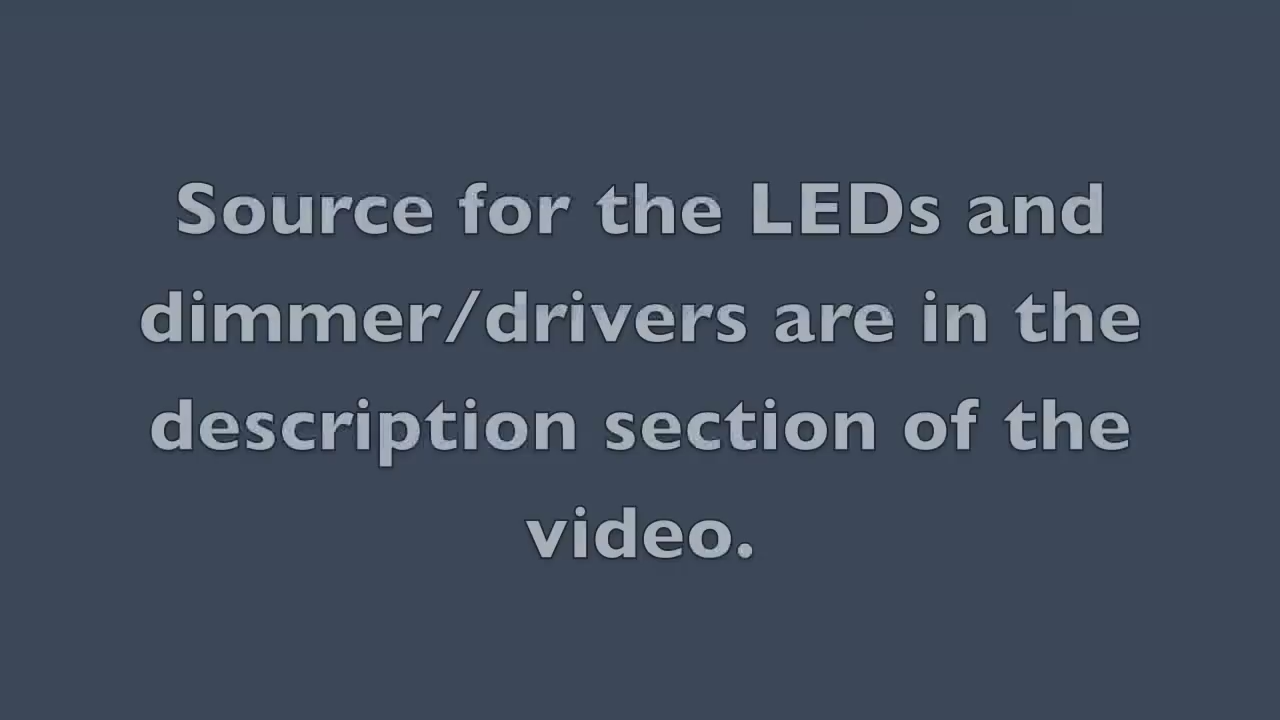 Source for the LEDs and
dimmer/drivers are in the
description section of the
video.